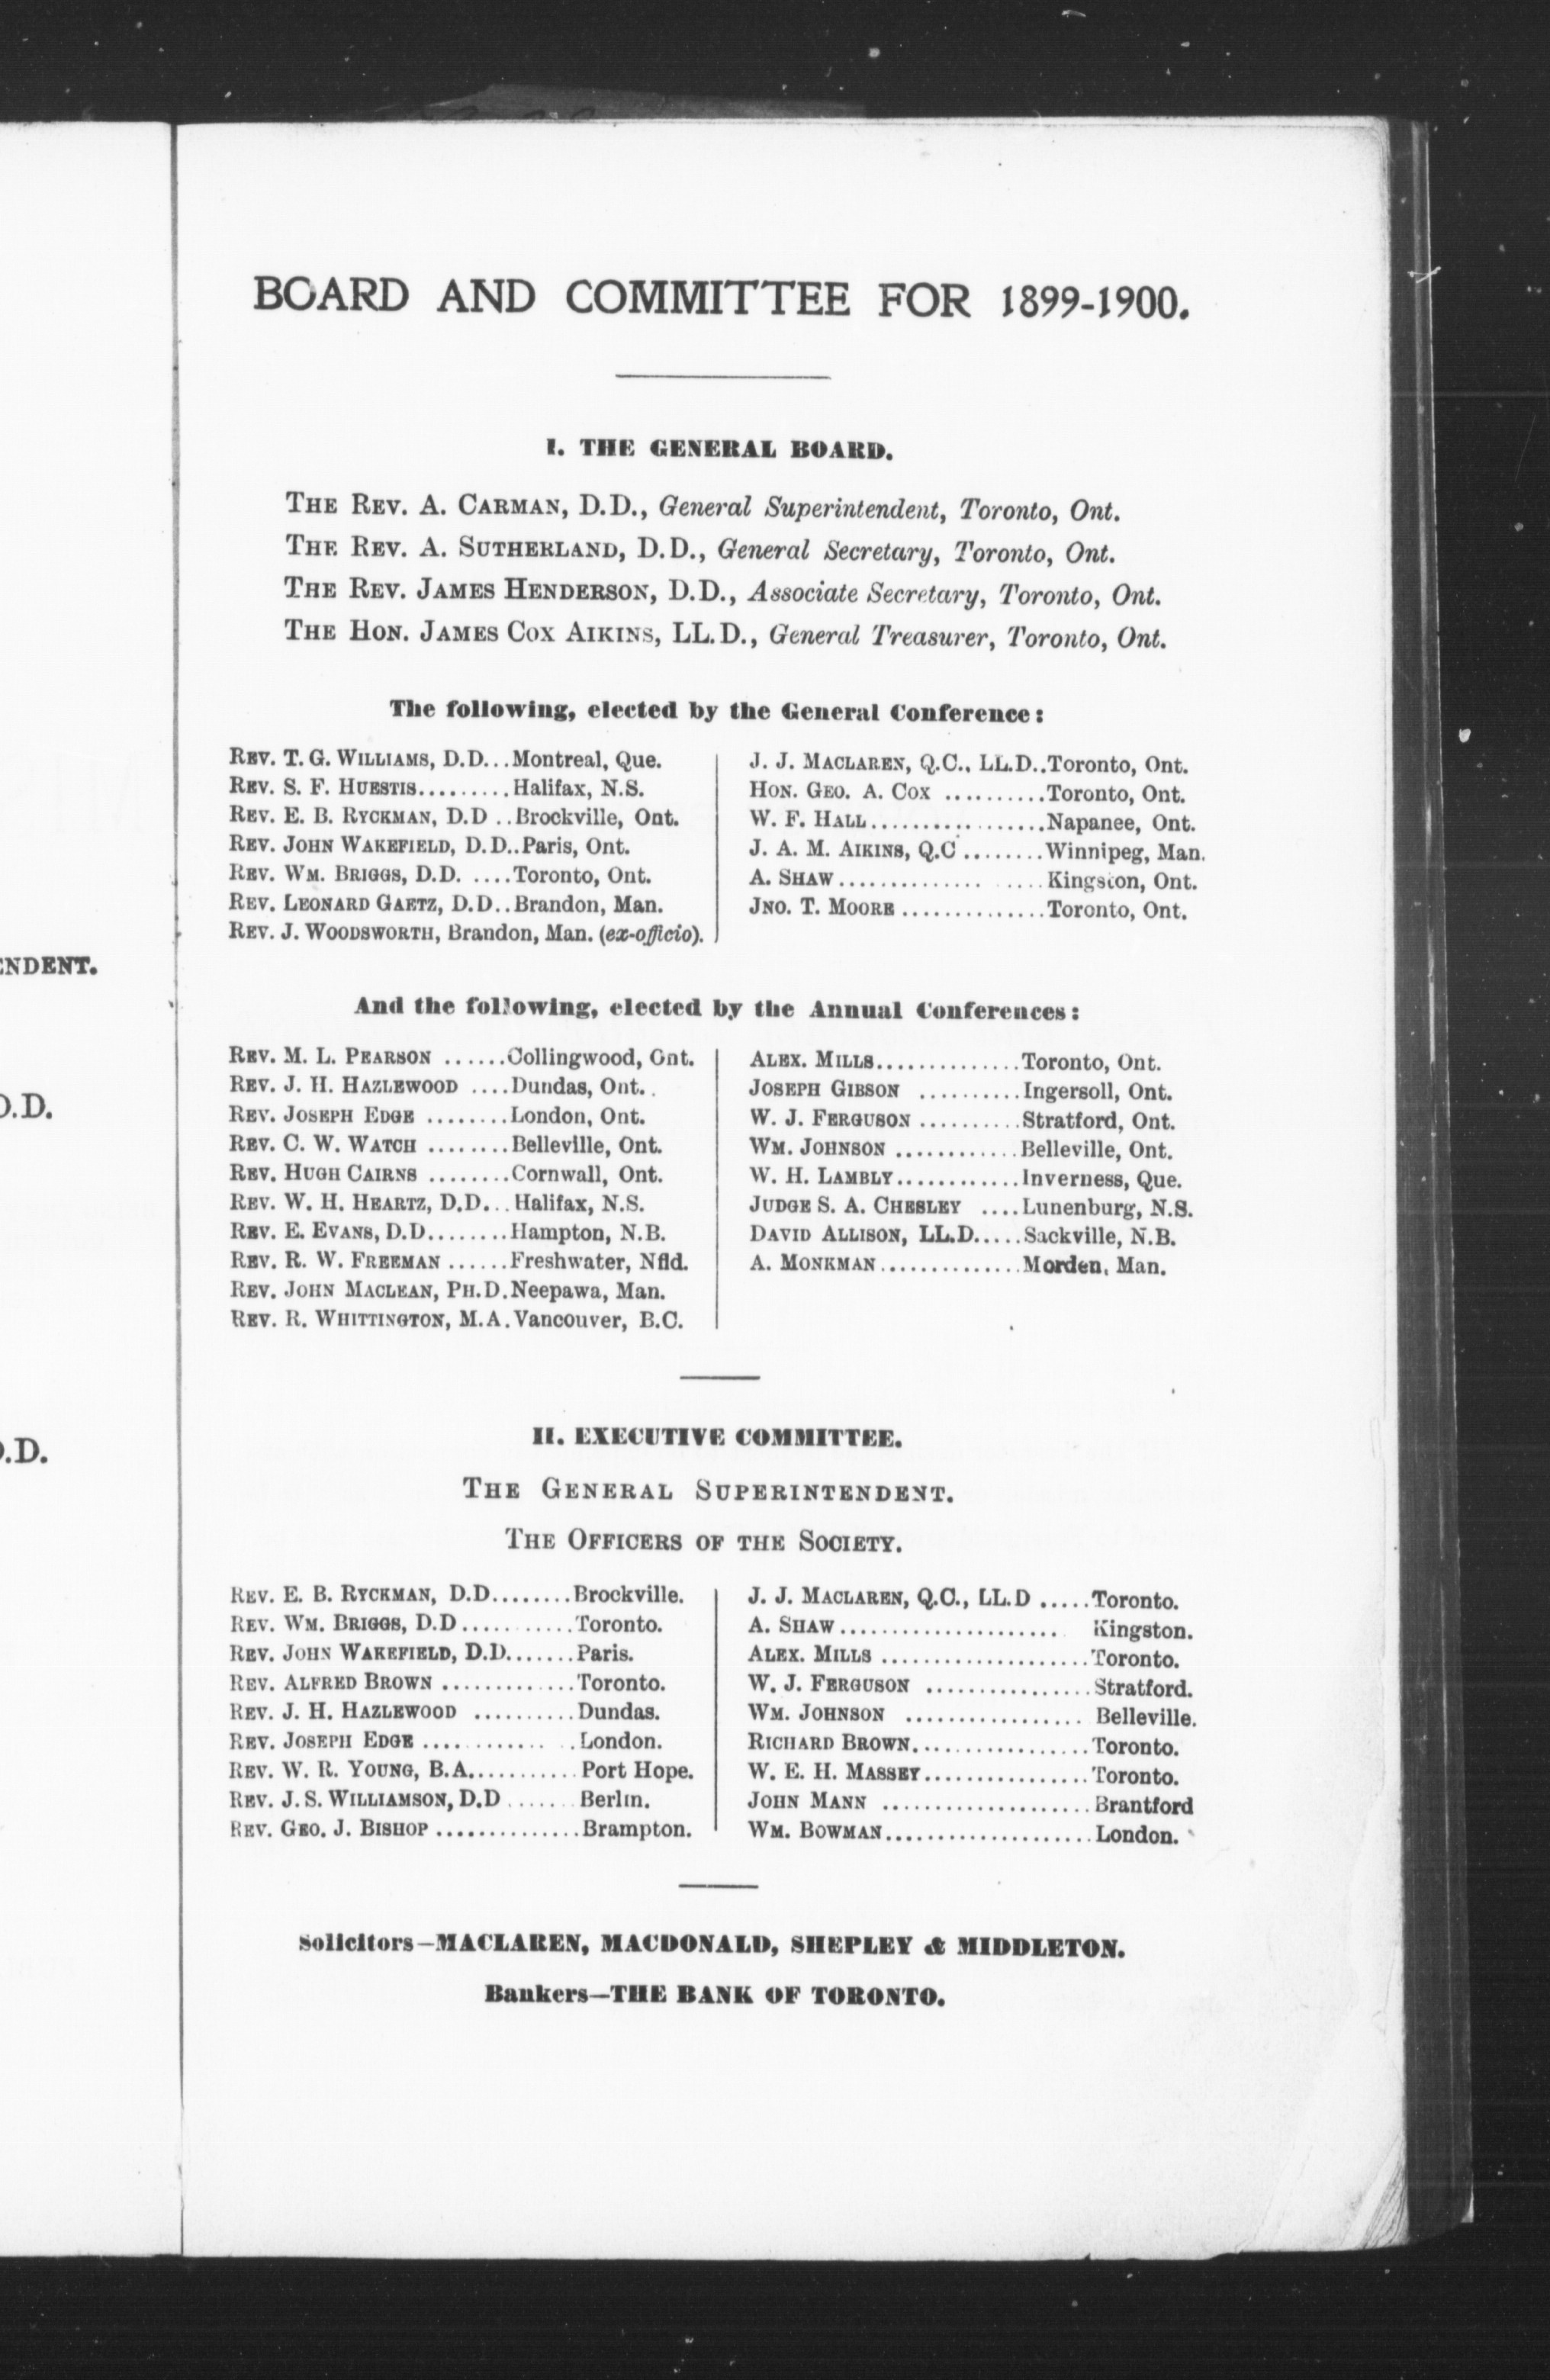 BOARD AND COMMITTEE FOR 1899-1900.
I. THE GENERAL BOARD.
THE REV. A. CARMAN, D.D., General Superintendent, Toronto, Ont.
THE REV. A. SUTHERLAND, D.D., General Secretary, Toronto, Ont.
THE REV. JAMES HENDERSON, D.D., Associate Secretary, Toronto, Ont.
THE HON. JAMES COX AIKINS, LL.D., General Treasurer, Toronto, Ont.
The following, elected by the General Conference:
REV. T. G. WILLIAMS, D.D...Montreal, Que.
REV. S. F. HUESTIS.........Halifax, N.S.
REV. E. B. RYCKMAN, D.D ..Brockville, Ont.
REV. JOHN WAKEFIELD, D.D..Paris, Ont.
REV. WM. BRIGGS, D.D. ....Toronto, Ont.
REV. LEONARD GAETZ, D.D..Brandon, Man.
REV. J. WOODSWORTH, Brandon, Man. (ex-officio).
J. J. MACLAREN, Q.C., LL.D..Toronto, Ont.
HON. GEO. A. COX ..........Toronto, Ont.
W. F. HALL.................Napanee, Ont.
J. A. M. AIKINS, Q.C ........Winnipeg, Man.
A. SHAW.................... Kingston, Ont.
JNO. T. MOORE ..............Toronto, Ont.
And the following, elected by the Annual Conferences:
REV. M. L. PEARSON ......Collingwood, Ont.
REV. J. H. HAZLEWOOD ....Dundas, Ont.
REV. JOSEPH EDGE ........London, Ont.
REV. C. W. WATCH ........Belleville, Ont.
REV. HUGH CAIRNS ........Cornwall, Ont.
REV. W. H. HEARTZ, D.D...Halifax, N.S.
REV. E. EVANS, D.D........Hampton, N.B.
REV. R. W. FREEMAN ......Freshwater, Nfld.
REV. JOHN MACLEAN, PH.D.Neepawa, Man.
REV. R. WHITTINGTON, M.A.Vancouver, B.C.
ALEX. MILLS..............Toronto, Ont.
JOSEPH GIBSON ..........Ingersoll, Ont.
W. J. FERGUSON ..........Stratford, Ont.
WM. JOHNSON ............Belleville, Ont.
W. H. LAMBLY............Inverness, Que.
JUDGE S. A. CHESLEY ....Lunenburg, N.S.
DAVID ALLISON, LL.D.....Sackville, N.B.
A. MONKMAN..............Morden, Man.
II. EXECUTIVE COMMITTEE.
THE GENERAL SUPERINTENDENT.
THE OFFICERS OF THE SOCIETY.
REV. E. B. RYCKMAN, D.D........Brockville.
REV. WM. BRIGGS, D.D...........Toronto.
REV. JOHN WAKEFIELD, D.D.......Paris.
REV. ALFRED BROWN .............Toronto.
REV. J. H. HAZLEWOOD ..........Dundas.
REV. JOSEPH EDGE ..............London.
REV. W. R. YOUNG, B.A...........Port Hope.
REV. J. S. WILLIAMSON, D.D .......Berlin.
REV. GEO. J. BISHOP ..............Brampton.
J. J. MACLAREN, Q.C., LL.D .....Toronto.
A. SHAW...................... Kingston.
ALEX. MILLS ....................Toronto.
W. J. FERGUSON ................Stratford.
WM. JOHNSON ................. Belleville.
RICHARD BROWN.................Toronto.
W. E. H. MASSEY................Toronto.
JOHN MANN ....................Brantford
WM. BOWMAN....................London.
Solicitors—MACLAREN, MACDONALD, SHEPLEY & MIDDLETON.
Bankers—THE BANK OF TORONTO.
ENDENT.
D.D.
.D.